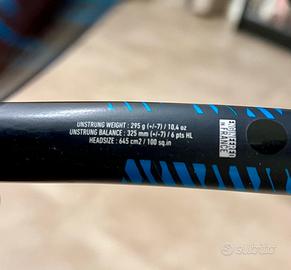 UNSTRUNG WEIGHT : 295 g (+/-7) / 10,4 oz
UNSTRUNG BALANCE : 325 mm (+/-7) / 6 pts HL
HEADSIZE : 645 cm2 / 100 sq.in
ENGINEERED
IN FRANCE
subito